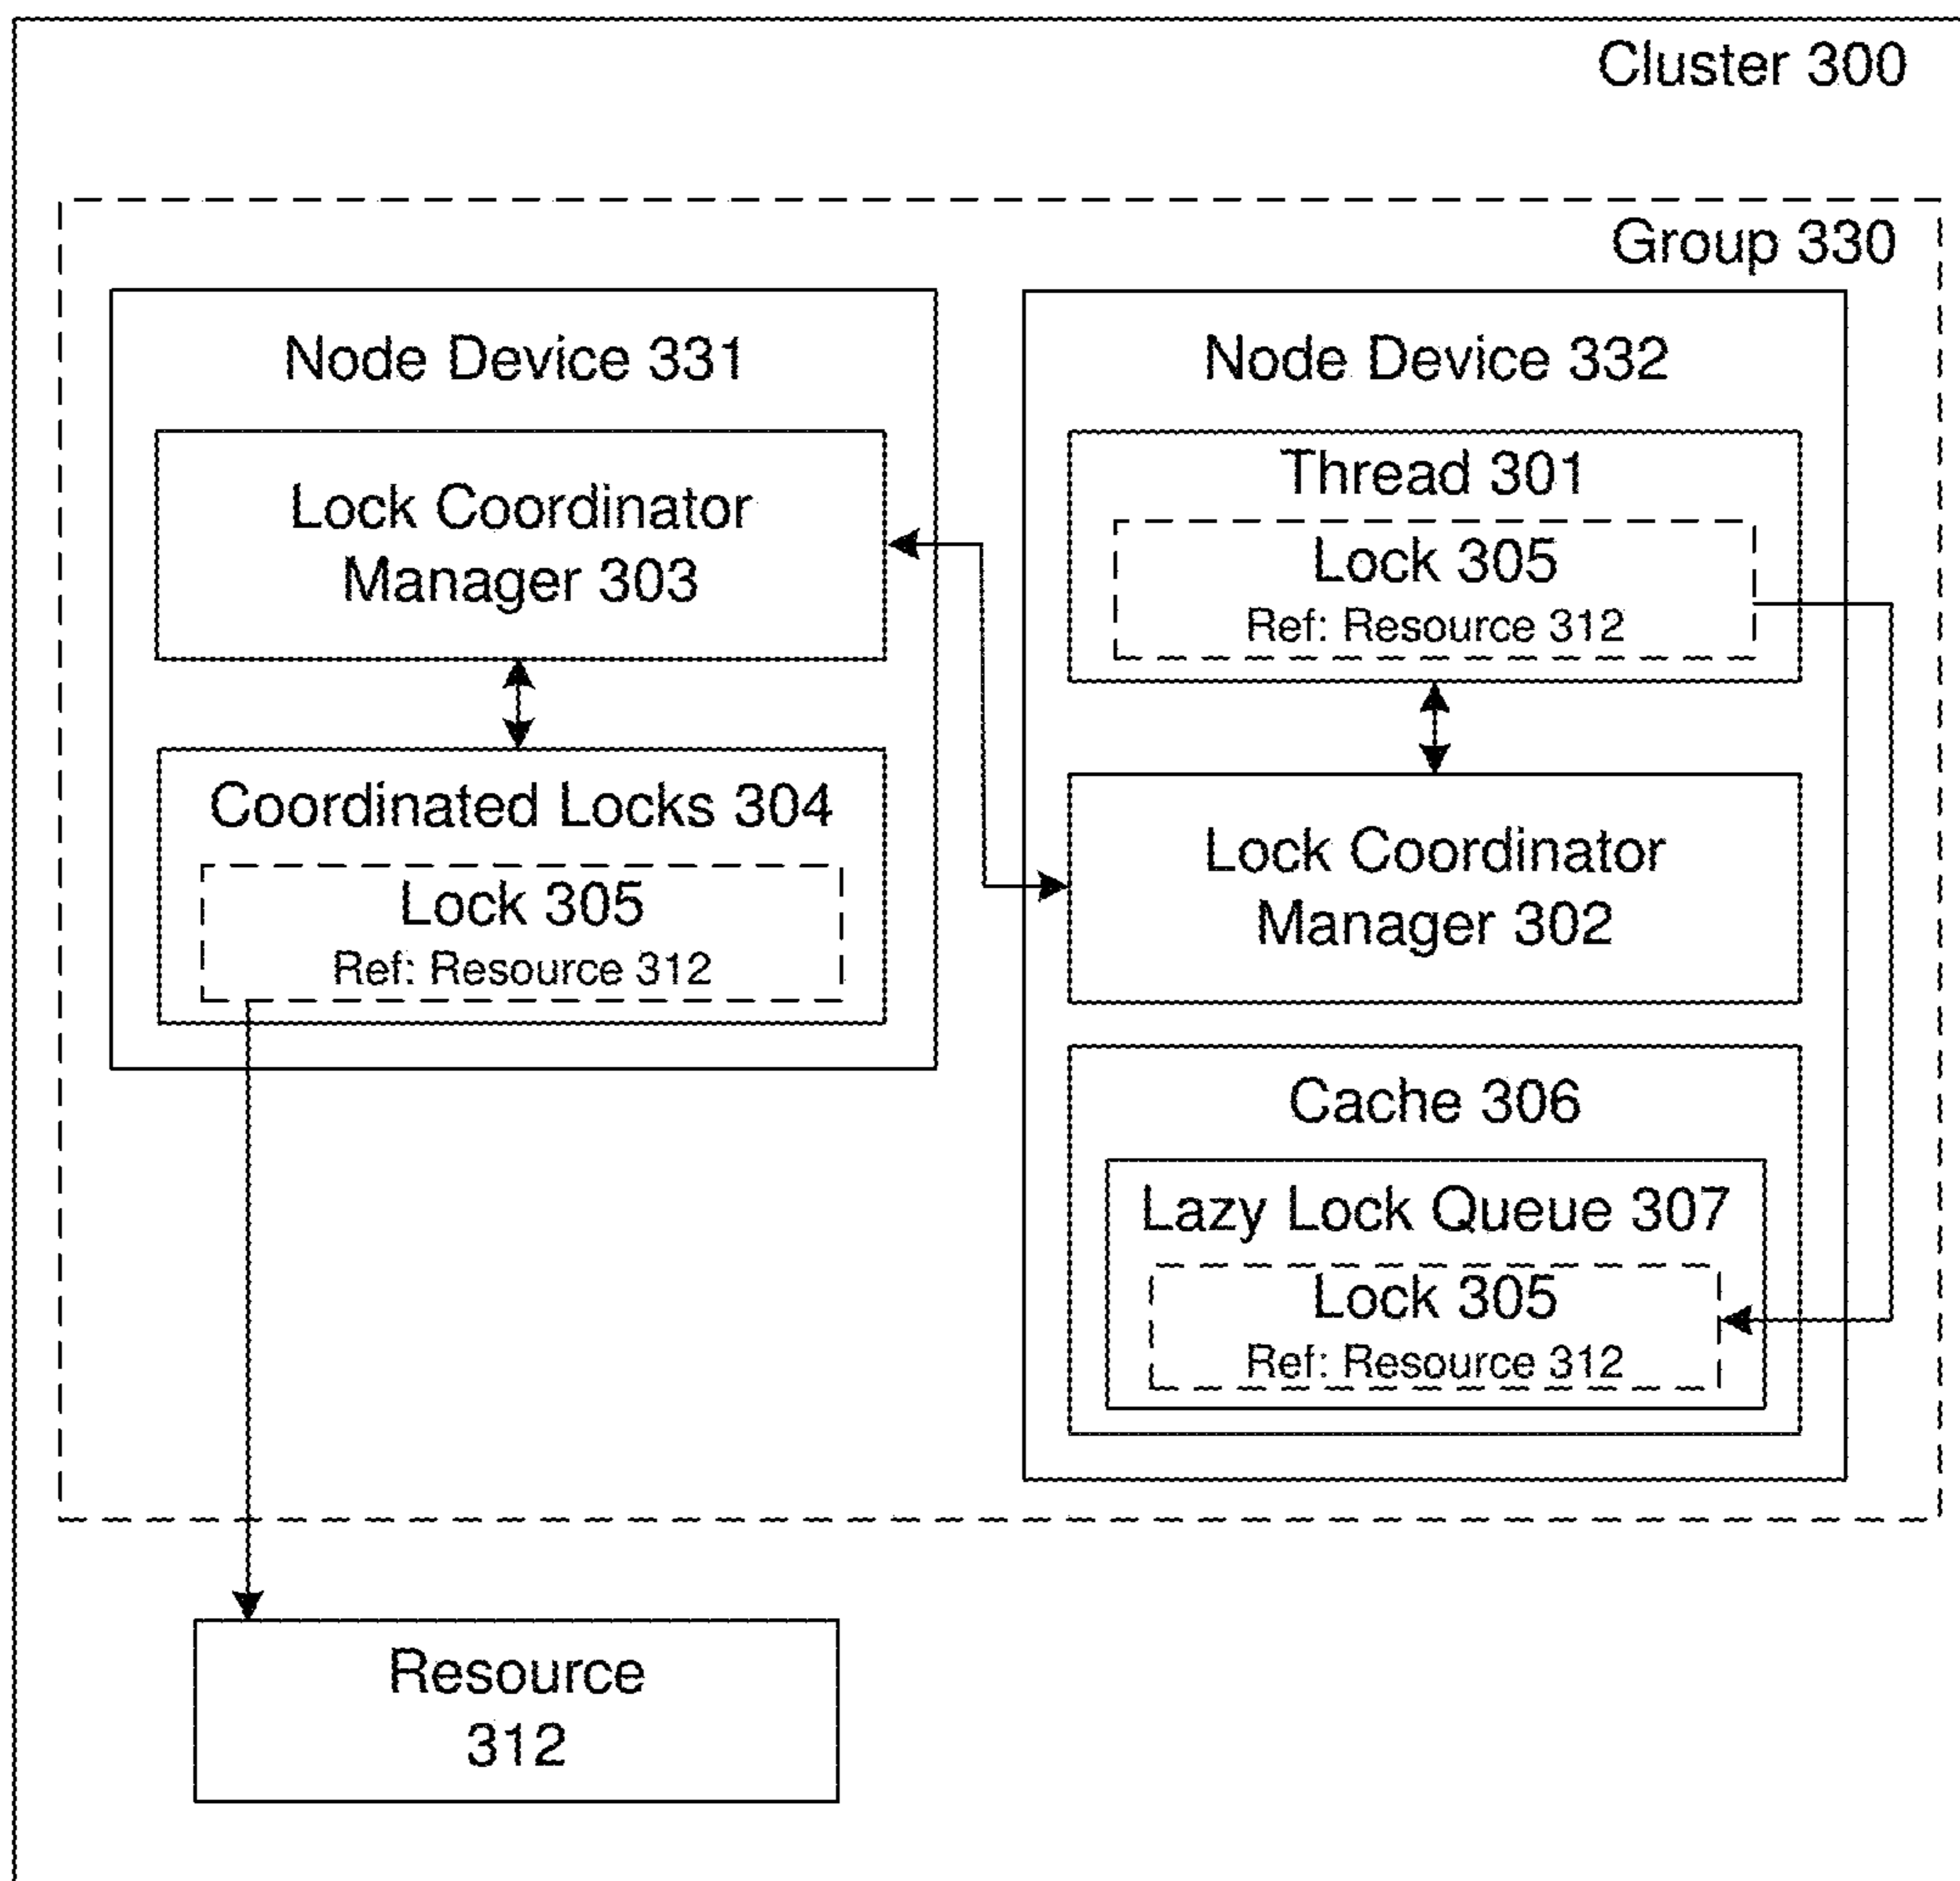 Cluster 300
Group 330
Node Device 331
Lock Coordinator
Manager 303
Coordinated Locks 304
Lock 305
Ref: Resource 312
Node Device 332
Thread 301
Lock 305
Ref: Resource 312
Lock Coordinator
Manager 302
Cache 306
Lazy Lock Queue 307
Lock 305
Ref: Resource 312
Resource
312